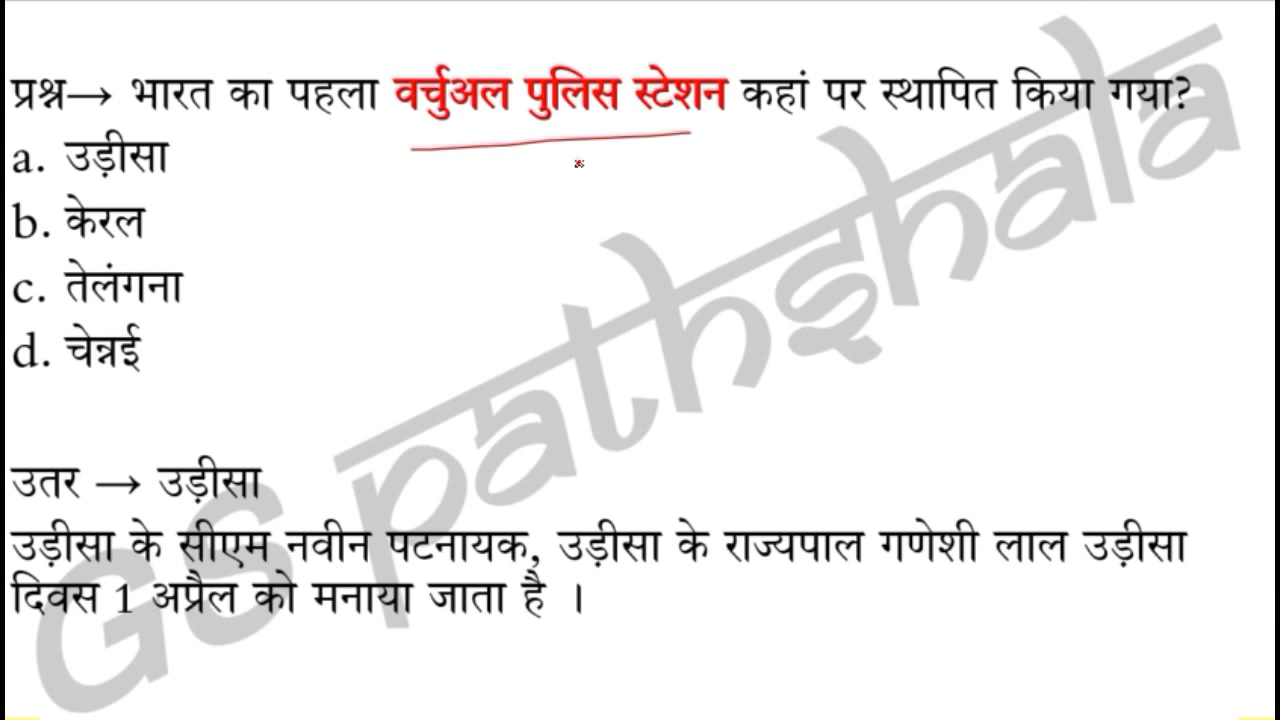 प्रश्न→ भारत का पहला वर्चुअल पुलिस स्टेशन कहां पर स्थापित किया गया?
a. उड़ीसा
b. केरल
c. तेलंगना
d. चेन्नई
उतर → उड़ीसा
उड़ीसा के सीएम नवीन पटनायक, उड़ीसा के राज्यपाल गणेशी लाल उड़ीसा
दिवस 1 अप्रैल को मनाया जाता है ।
GS pathshala